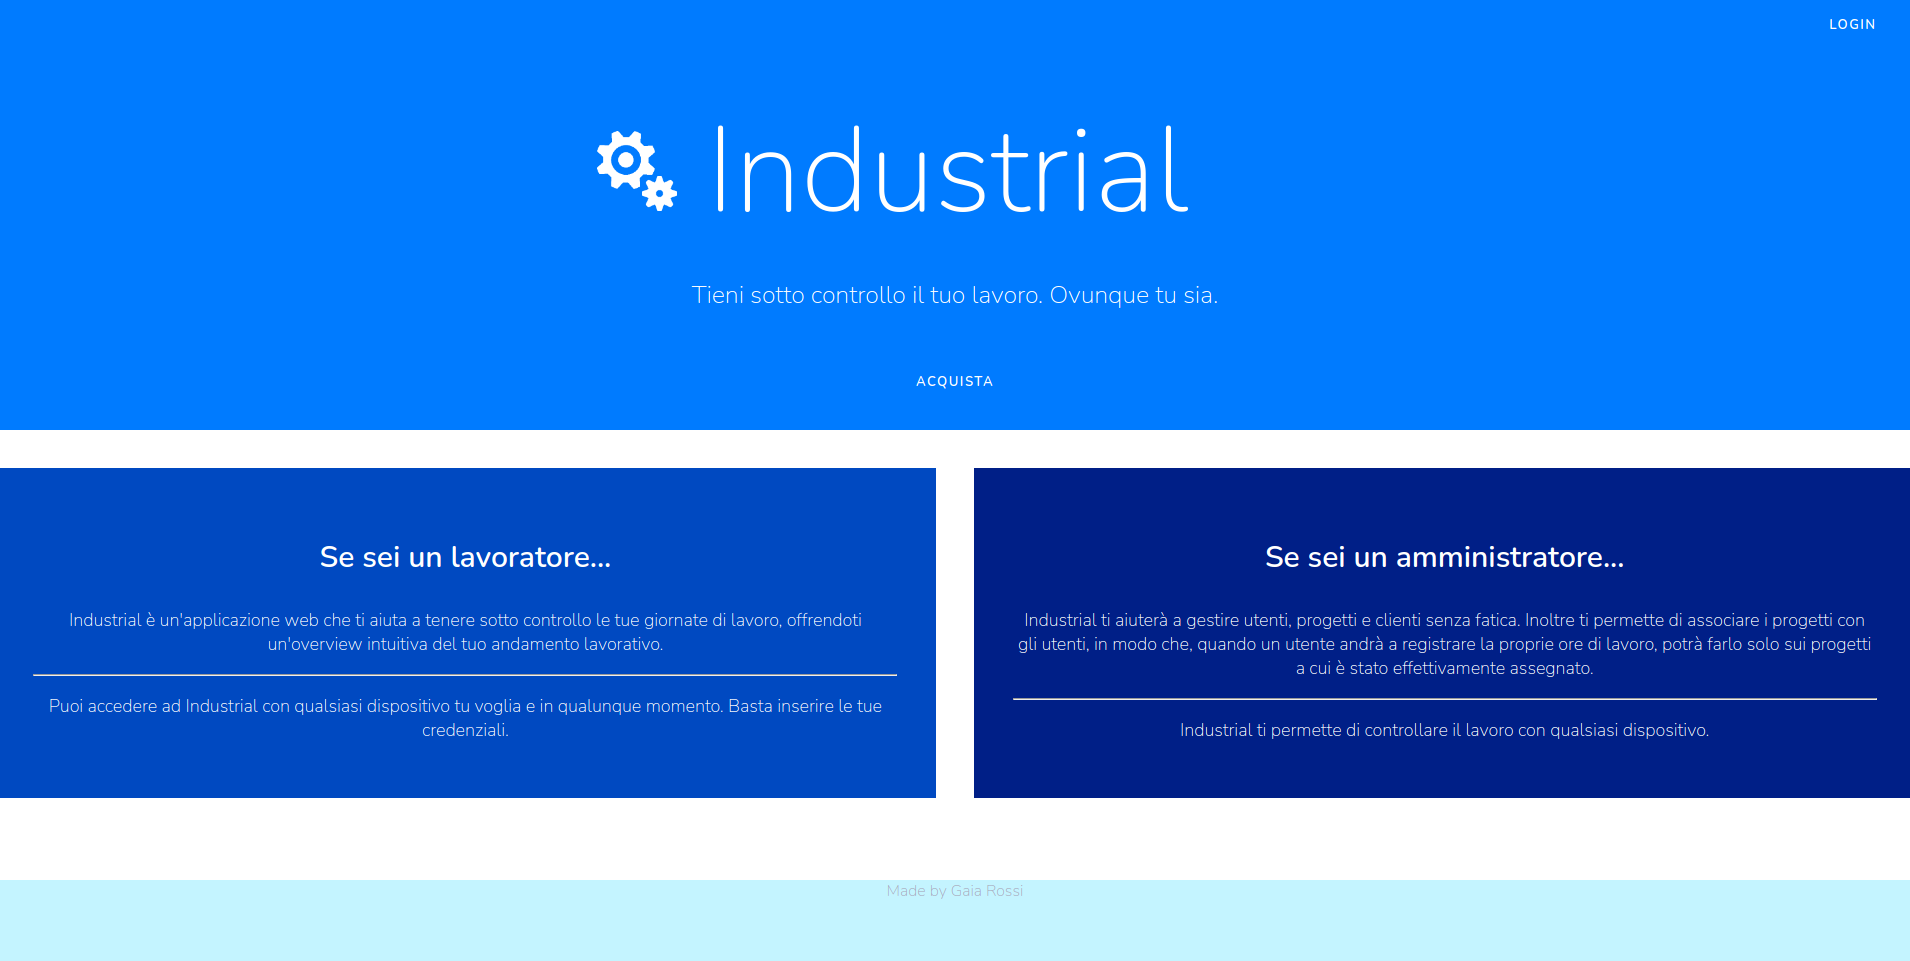 LOGIN
Industrial
Tieni sotto controllo il tuo lavoro. Ovunque tu sia.
ACQUISTA
Se sei un lavoratore...
Industrial è un'applicazione web che ti aiuta a tenere sotto controllo le tue giornate di lavoro, offrendoti
un'overview intuitiva del tuo andamento lavorativo.
Puoi accedere ad Industrial con qualsiasi dispositivo tu voglia e in qualunque momento. Basta inserire le tue
credenziali.
Se sei un amministratore...
Industrial ti aiuterà a gestire utenti, progetti e clienti senza fatica. Inoltre ti permette di associare i progetti con
gli utenti, in modo che, quando un utente andrà a registrare la proprie ore di lavoro, potrà farlo solo sui progetti
a cui è stato effettivamente assegnato.
Industrial ti permette di controllare il lavoro con qualsiasi dispositivo.
Made by Gaia Rossi